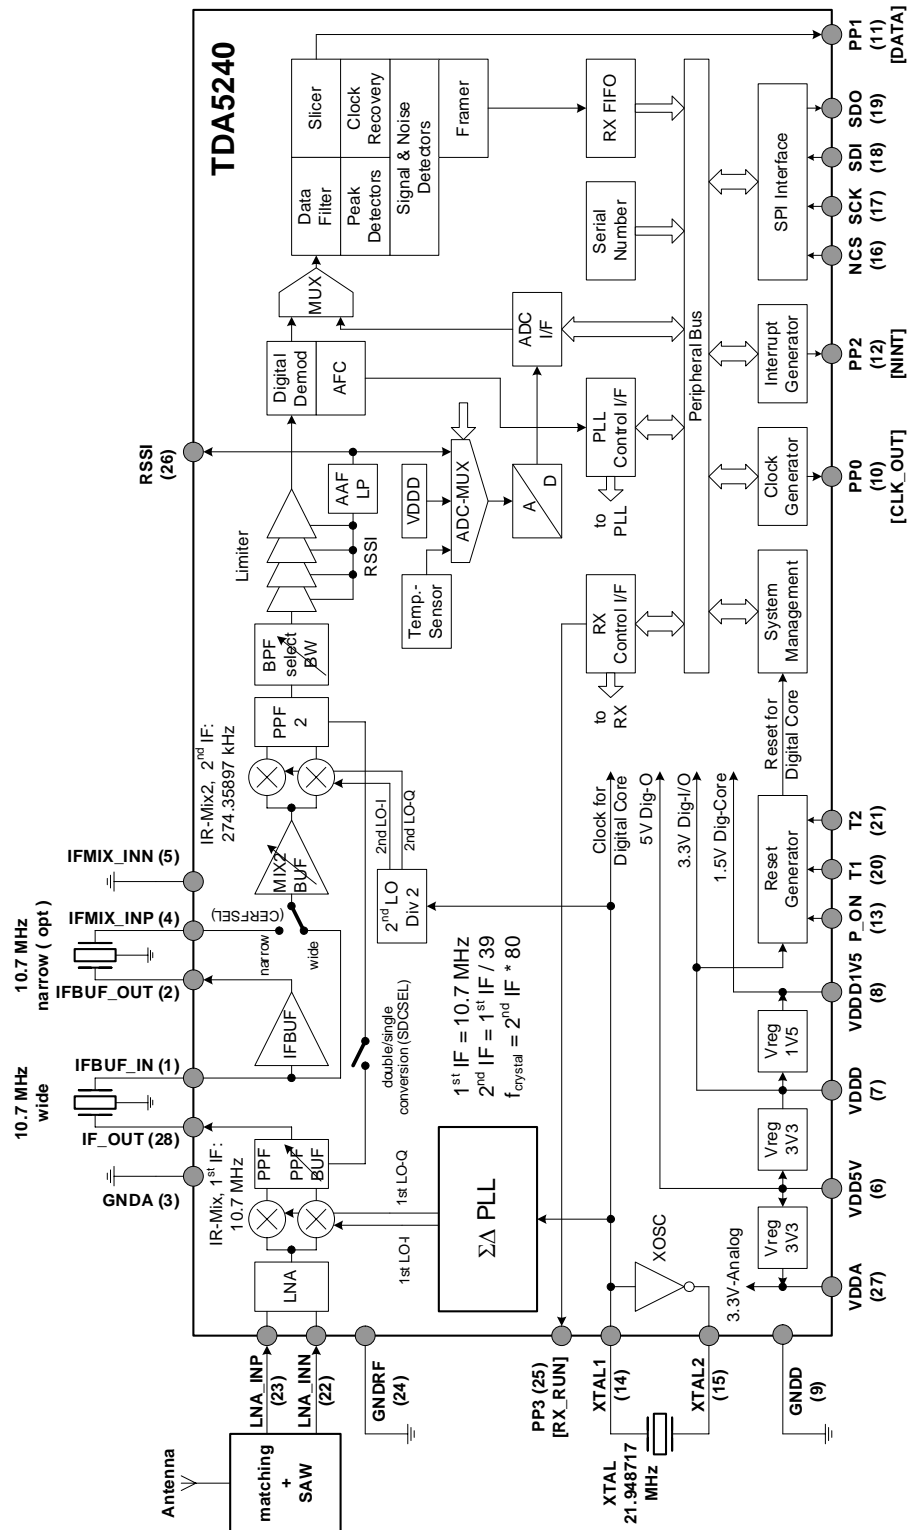 TDA5240
Antenna
matching
+
SAW
LNA_INP
(23)
LNA_INN
(22)
GNDRF
(24)
GNDA (3)
IF_OUT (28)
10.7 MHz
wide
IFBUF_IN (1)
IFBUF_OUT (2)
10.7 MHz
narrow ( opt )
IFMIX_INP (4)
IFMIX_INN (5)
RSSI
(26)
LNA
IR-Mix, 1st IF:
10.7 MHz
PPF
PPF
BUF
1st LO-I
1st LO-Q
ΣΔ PLL
IFBUF
double/single
conversion (SDCSEL)
narrow
(CERFSEL)
wide
MIX2
BUF
2nd LO
Div 2
2nd LO-I
2nd LO-Q
IR-Mix2, 2nd IF:
274.35897 kHz
PPF
2
BPF
select
BW
Limiter
RSSI
AAF
LP
Digital
Demod
AFC
MUX
Data
Filter
Slicer
Peak
Detectors
Clock
Recovery
Signal & Noise
Detectors
Framer
Temp.-
Sensor
VDDD
ADC-MUX
A
D
ADC
I/F
1st IF = 10.7 MHz
2nd IF = 1st IF / 39
fcrystal = 2nd IF * 80
to
RX
RX
Control I/F
to
PLL
PLL
Control I/F
Serial
Number
RX FIFO
Peripheral Bus
Clock for
Digital Core
5V Dig-O
3.3V Dig-I/O
1.5V Dig-Core
XOSC
3.3V-Analog
Vreg
3V3
Vreg
3V3
Vreg
1V5
Reset
Generator
Reset for
Digital Core
System
Management
Clock
Generator
Interrupt
Generator
SPI Interface
PP3 (25)
[RX_RUN]
XTAL1
(14)
XTAL
21.948717
MHz
XTAL2
(15)
GNDD
(9)
VDDA
(27)
VDD5V
(6)
VDDD
(7)
VDDD1V5
(8)
P_ON
(13)
T1
(20)
T2
(21)
PP0
(10)
[CLK_OUT]
PP2
(12)
[NINT]
NCS
(16)
SCK
(17)
SDI
(18)
SDO
(19)
PP1
(11)
[DATA]